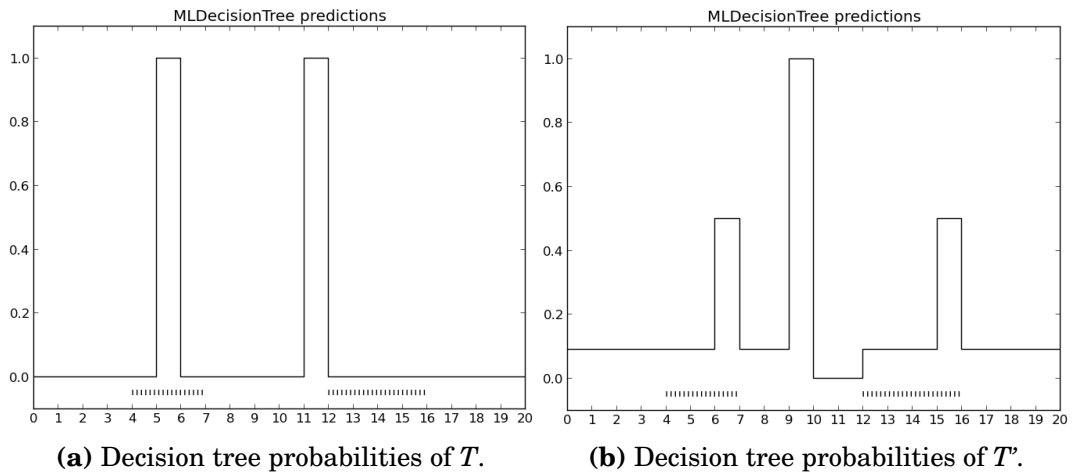 MLDecisionTree predictions
1.0
0.8
0.6
0.4
0.2
0.0
0 1 2 3 4 5 6 7 8 9 10 11 12 13 14 15 16 17 18 19 20
(a) Decision tree probabilities of T.
MLDecisionTree predictions
1.0
0.8
0.6
0.4
0.2
0.0
0 1 2 3 4 5 6 7 8 9 10 11 12 13 14 15 16 17 18 19 20
(b) Decision tree probabilities of T’.